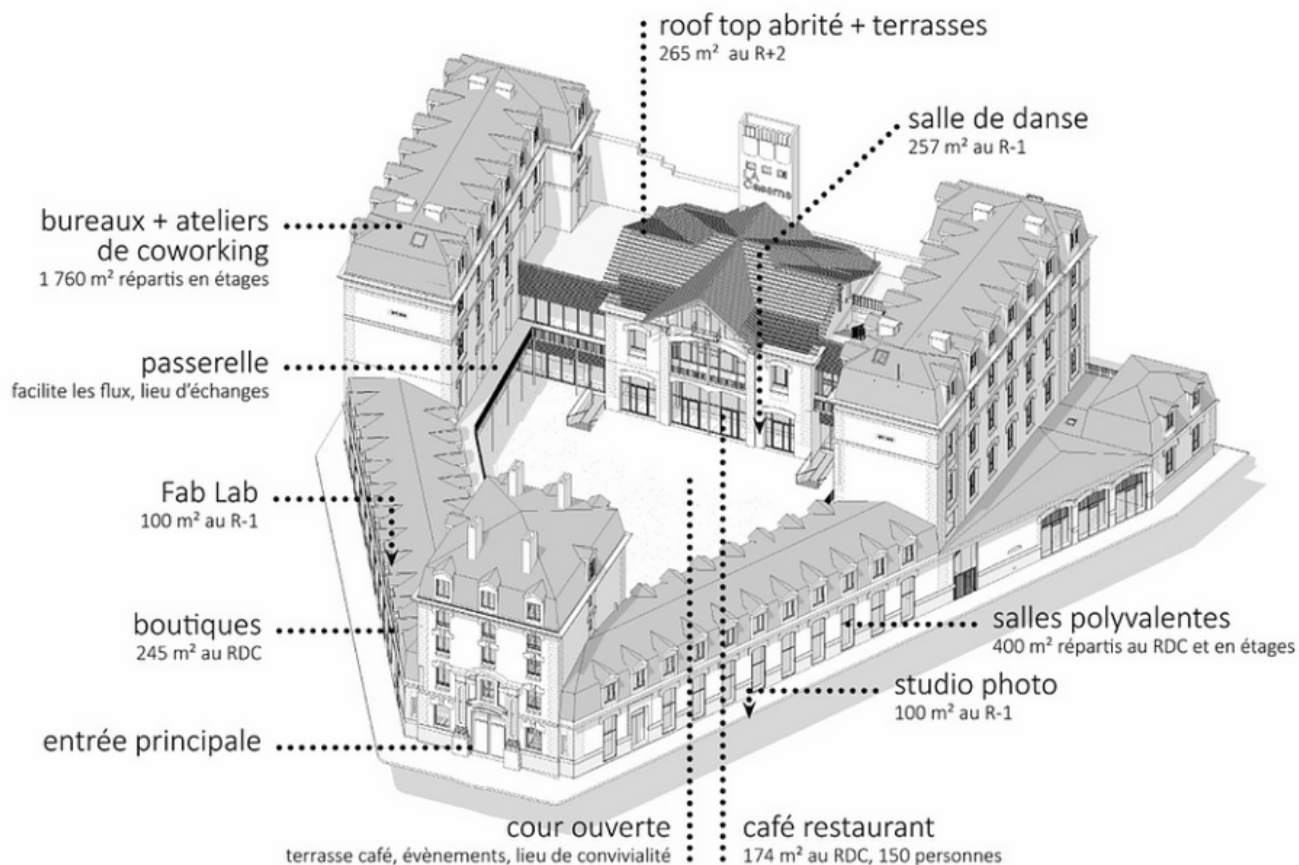 roof top abrité + terrasses
265 m² au R+2
salle de danse
257 m² au R-1
LA
Caserne
bureaux + ateliers
de coworking
1 760 m² répartis en étages
passerelle
facilite les flux, lieu d'échanges
Fab Lab
100 m² au R-1
boutiques
245 m² au RDC
salles polyvalentes
400 m² répartis au RDC et en étages
studio photo
100 m² au R-1
entrée principale
cour ouverte
terrasse café, évènements, lieu de convivialité
café restaurant
174 m² au RDC, 150 personnes